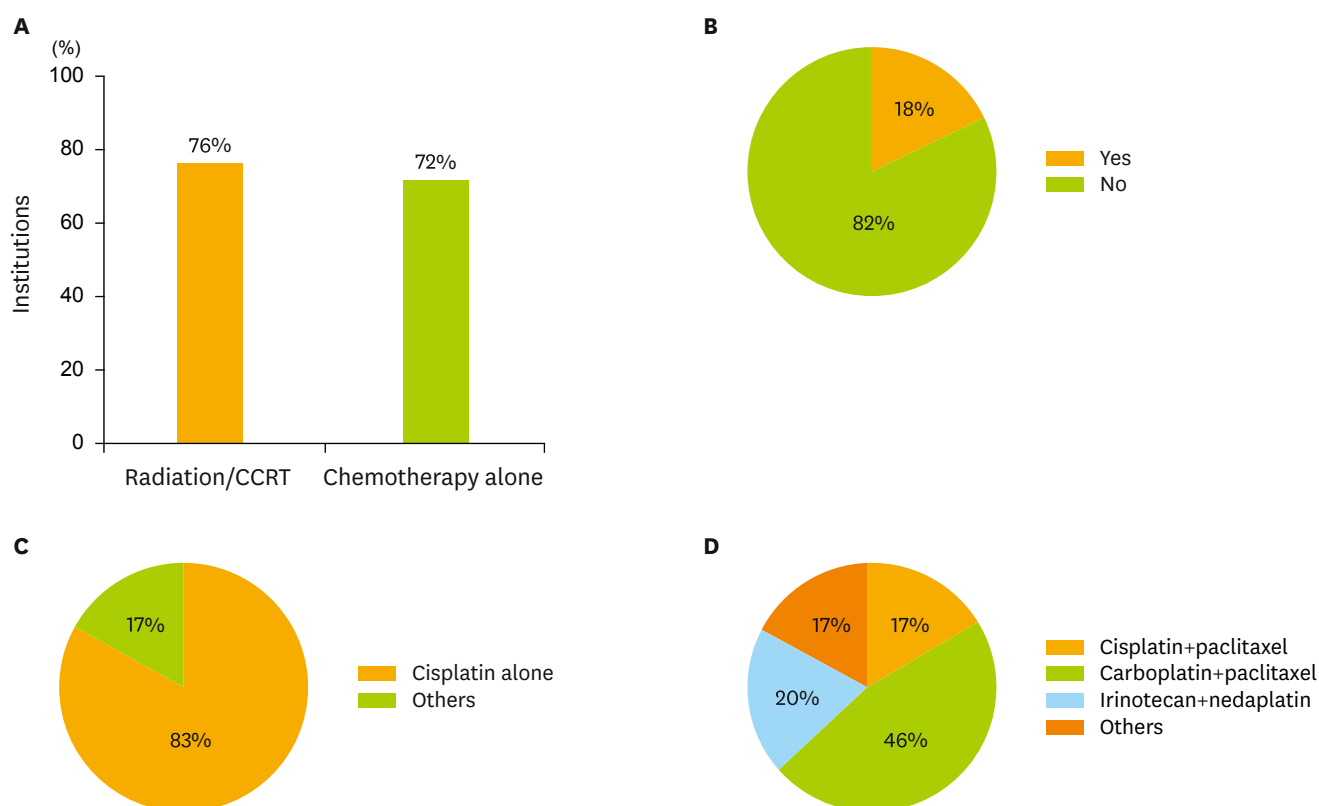 A
(%)
100
80
60
40
20
0
Institutions
76%
72%
Radiation/CCRT
Chemotherapy alone
B
18%
82%
Yes
No
C
17%
83%
Cisplatin alone
Others
D
17%
17%
20%
46%
Cisplatin+paclitaxel
Carboplatin+paclitaxel
Irinotecan+nedaplatin
Others